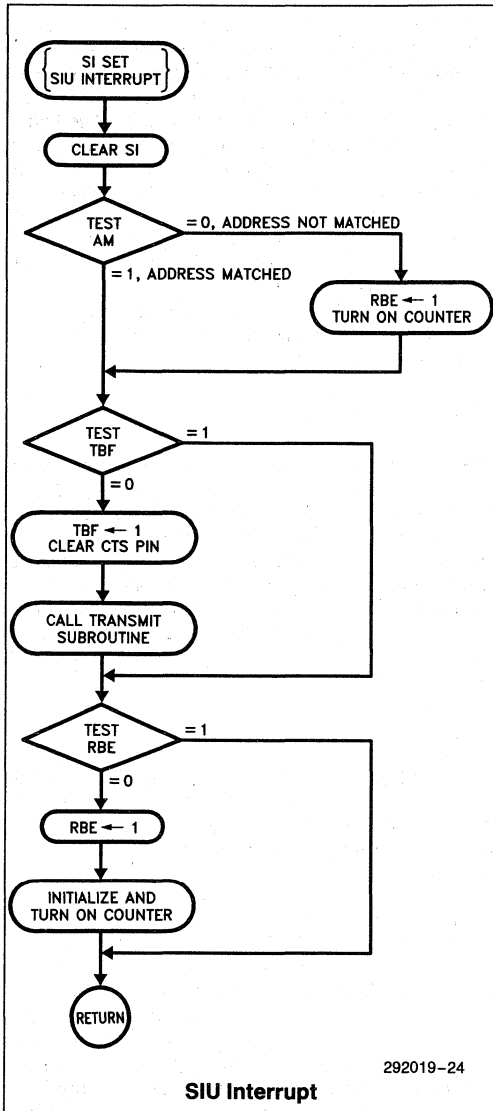 SI SET
SIU INTERRUPT
CLEAR SI
TEST
AM
=0, ADDRESS NOT MATCHED
=1, ADDRESS MATCHED
RBE ← 1
TURN ON COUNTER
TEST
TBF
=1
=0
TBF ← 1
CLEAR CTS PIN
CALL TRANSMIT
SUBROUTINE
TEST
RBE
=1
=0
RBE ← 1
INITIALIZE AND
TURN ON COUNTER
RETURN
292019-24
SIU Interrupt